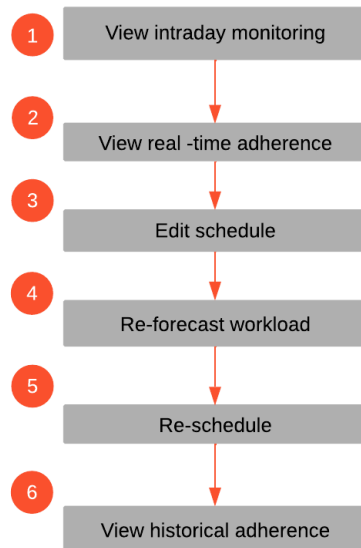 1
View intraday monitoring
2
View real -time adherence
3
Edit schedule
4
Re-forecast workload
5
Re-schedule
6
View historical adherence